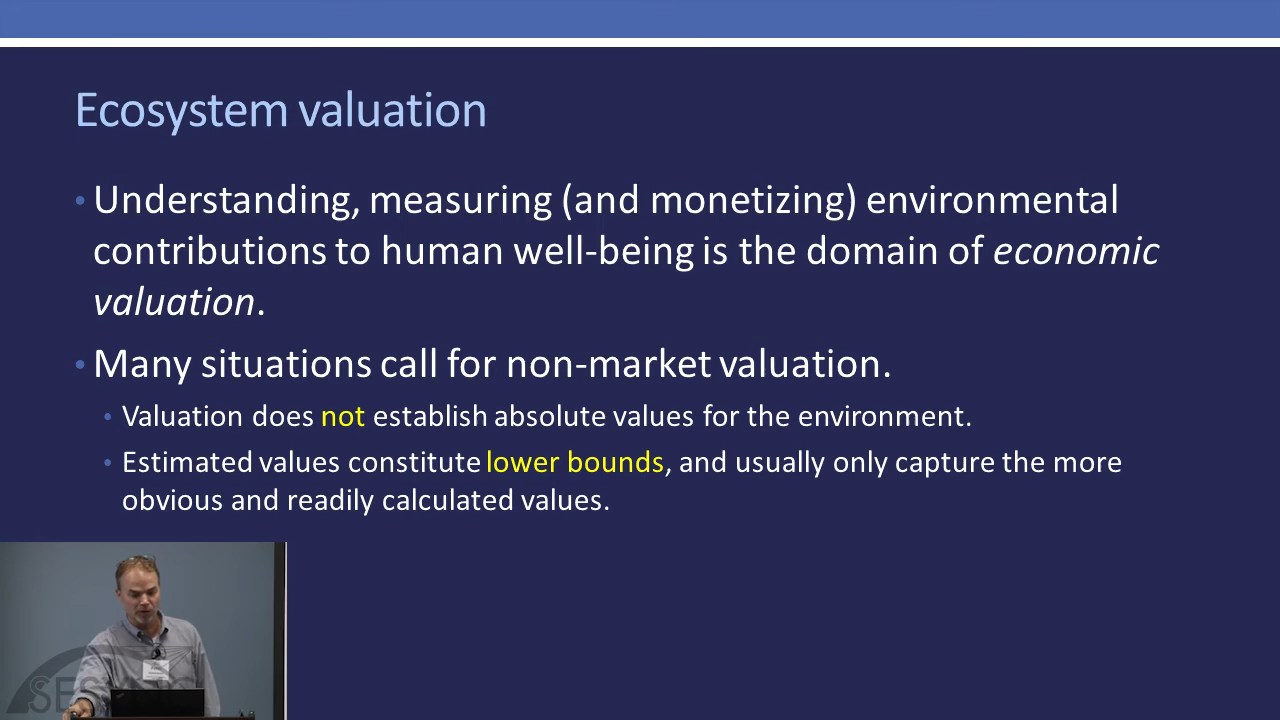 Ecosystem valuation
• Understanding, measuring (and monetizing) environmental
contributions to human well-being is the domain of economic
valuation.
• Many situations call for non-market valuation.
• Valuation does not establish absolute values for the environment.
• Estimated values constitute lower bounds, and usually only capture the more
obvious and readily calculated values.